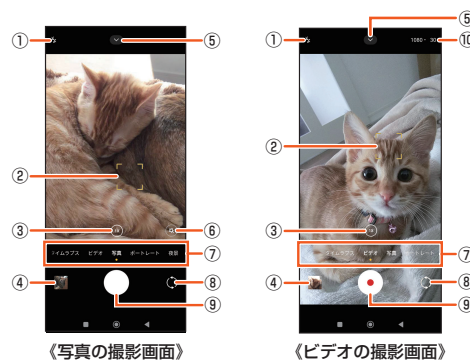 ⑤
① ⑤ ① 1080 30 ⑩
② ②
③ ⑥ ③
タイムラプス ビデオ 写真 ポートレート 夜景 ⑦
タイムラプス ビデオ 写真 ポートレート ⑦
④ ⑧ ④ ⑧
⑨ ⑨
《写真の撮影画面》 《ビデオの撮影画面》